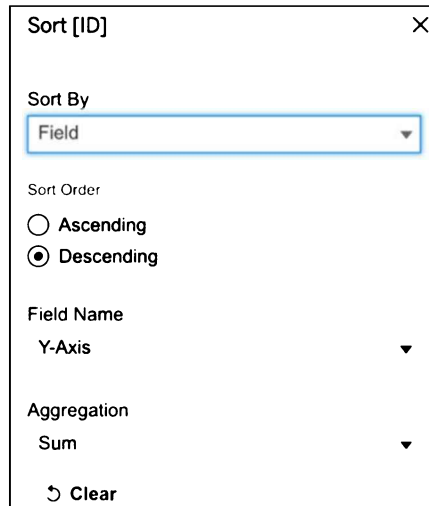 Sort [ID]
Sort By
Field
Sort Order
Ascending
Descending
Field Name
Y-Axis
Aggregation
Sum
Clear